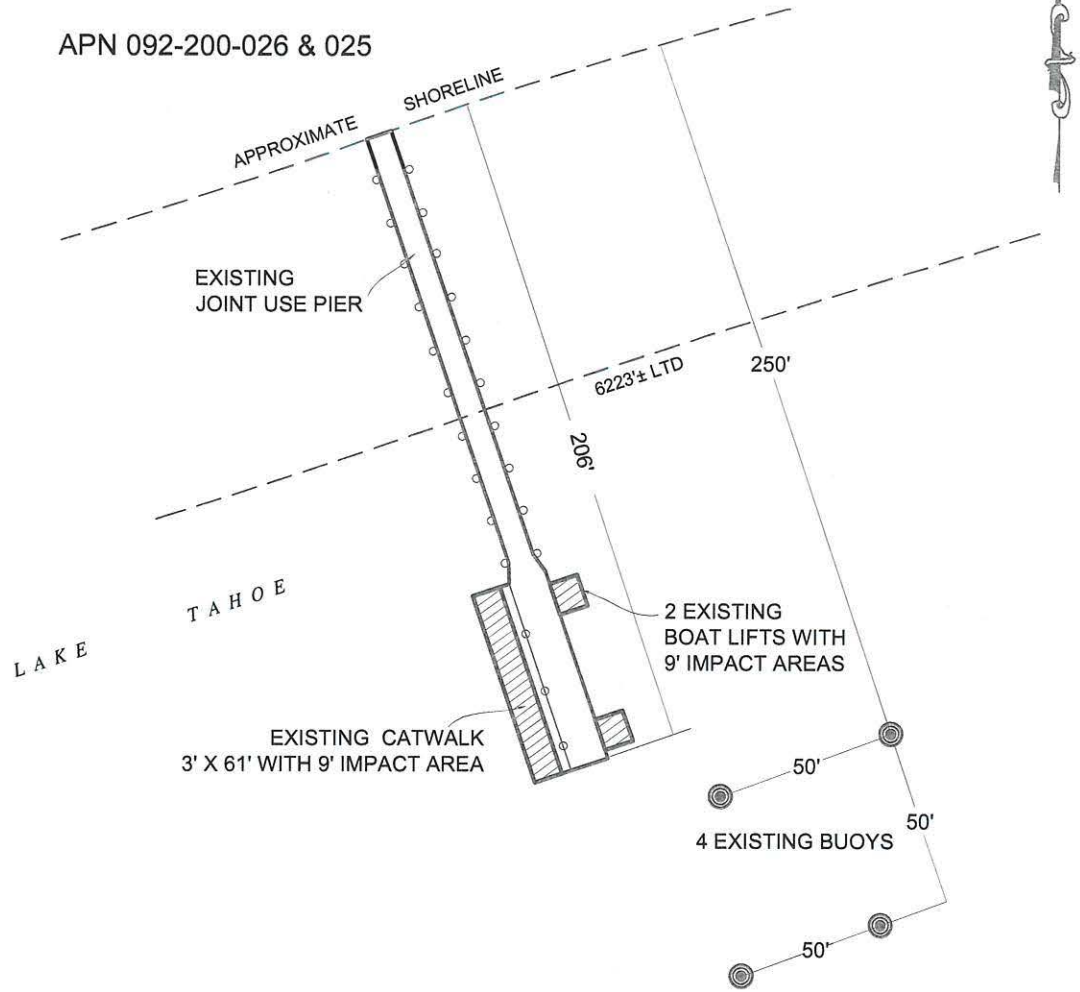 APN 092-200-026 & 025
APPROXIMATE SHORELINE
EXISTING
JOINT USE PIER
6223'± LTD
250'
206'
LAKE TAHOE
2 EXISTING
BOAT LIFTS WITH
9' IMPACT AREAS
EXISTING CATWALK
3' X 61' WITH 9' IMPACT AREA
50'
4 EXISTING BUOYS
50'
50'